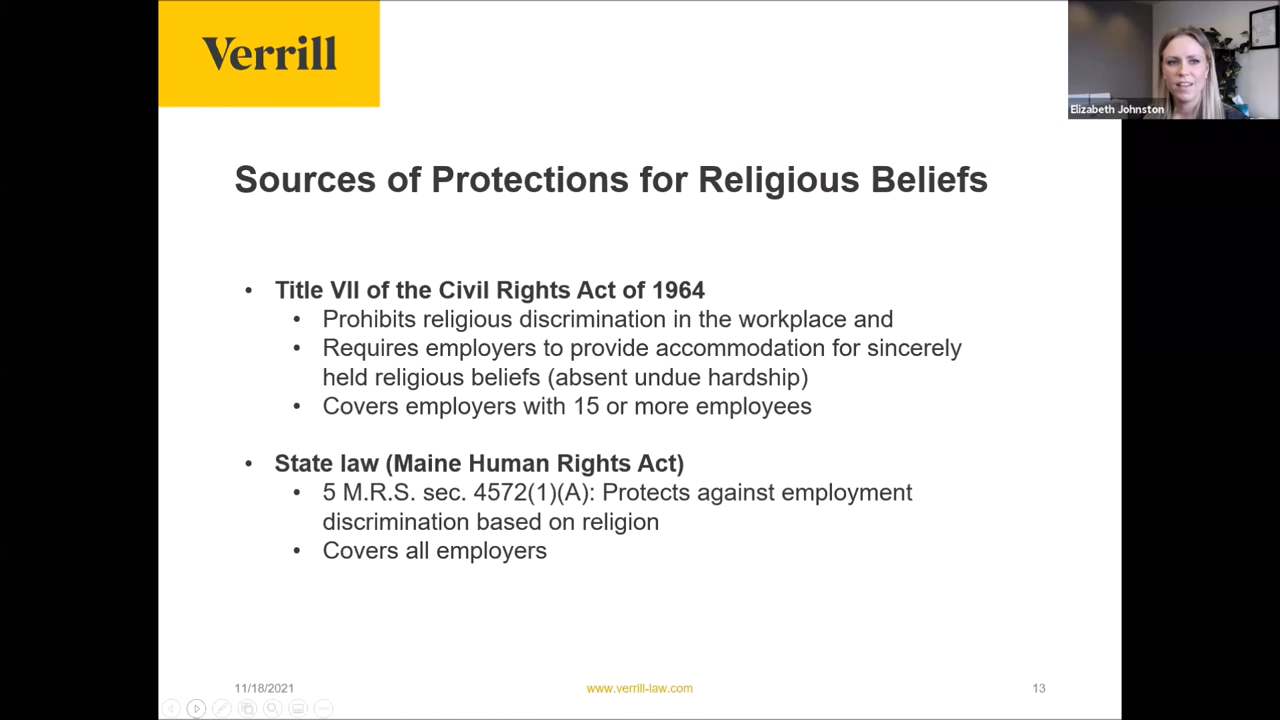 Verrill
Elizabeth Johnston
Sources of Protections for Religious Beliefs
• Title VII of the Civil Rights Act of 1964
• Prohibits religious discrimination in the workplace and
• Requires employers to provide accommodation for sincerely
held religious beliefs (absent undue hardship)
• Covers employers with 15 or more employees
• State law (Maine Human Rights Act)
• 5 M.R.S. sec. 4572(1)(A): Protects against employment
discrimination based on religion
• Covers all employers
11/18/2021
www.verrill-law.com
13